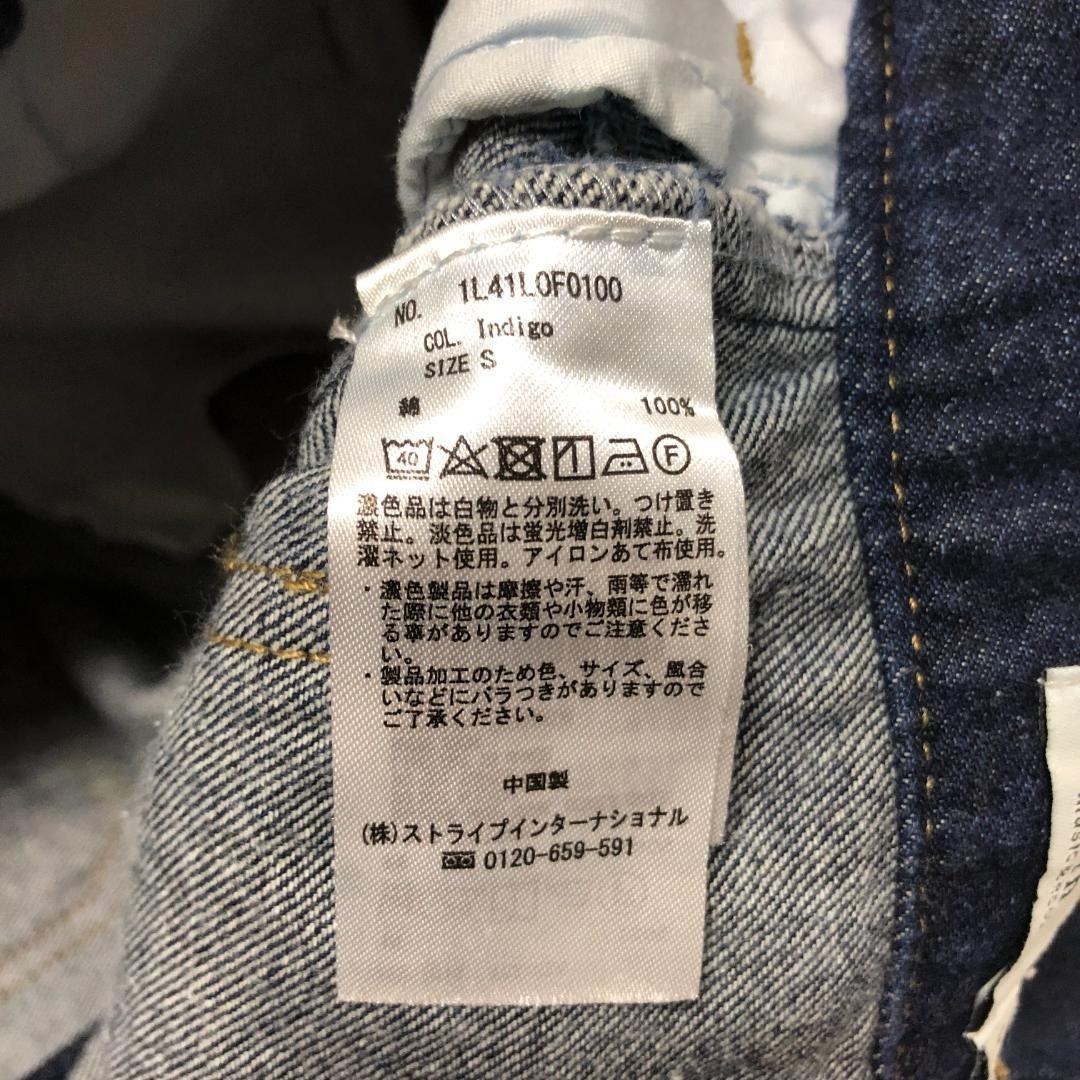 NO. 1L41L0F0100
COL. Indigo
SIZE S
綿 100%
40
濃色品は白物と分別洗い。つけ置き
禁止。淡色品は蛍光増白剤禁止。洗
濯ネット使用。アイロンあて布使用。
・濃色製品は摩擦や汗、雨等で濡れ
た際に他の衣類や小物類に色が移
る事がありますのでご注意くださ
い。
・製品加工のため色、サイズ、風合
いなどにバラつきがありますので
ご了承ください。
中国製
(株)ストライプインターナショナル
0120-659-591